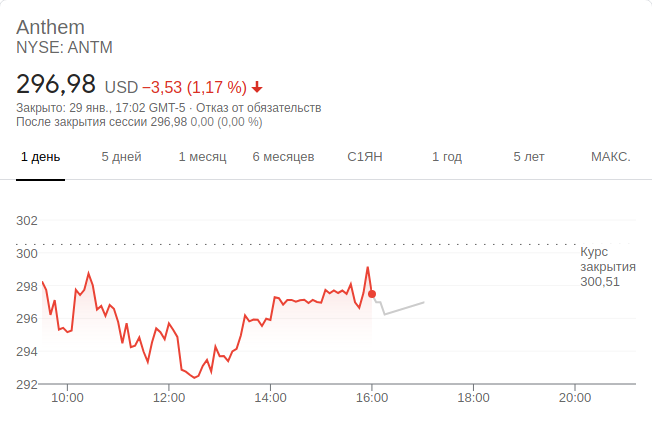 Anthem
NYSE: ANTM
296,98 USD −3,53 (1,17 %)
Закрыто: 29 янв., 17:02 GMT-5 · Отказ от обязательств
После закрытия сессии 296,98 0,00 (0,00 %)
1 день 5 дней 1 месяц 6 месяцев С1ЯН 1 год 5 лет МАКС.
302
300
298
296
294
292
Курс
закрытия
300,51
10:00 12:00 14:00 16:00 18:00 20:00